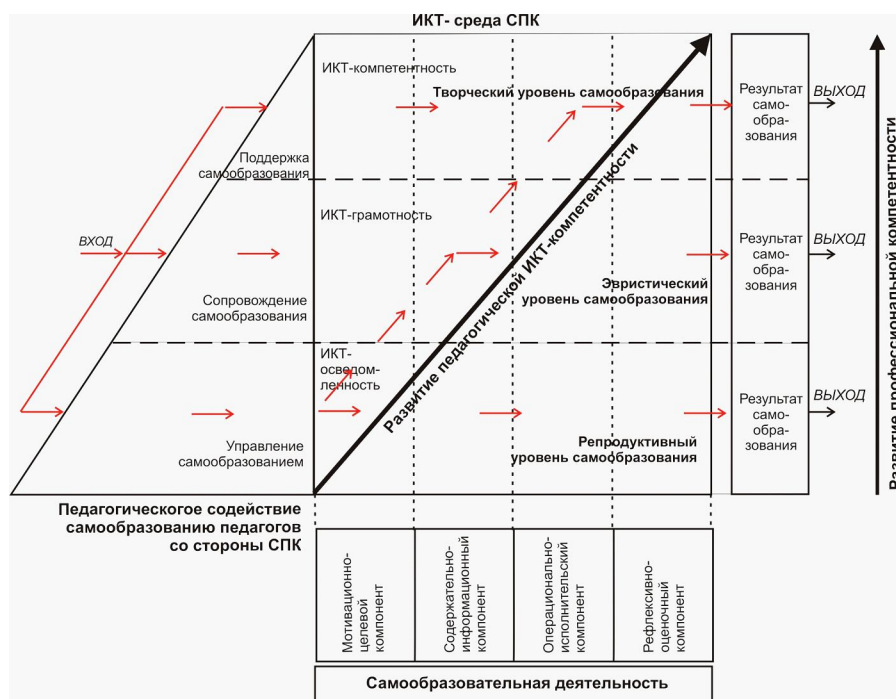 ИКТ- среда СПК
ИКТ-компетентность
Творческий уровень самообразования
Поддержка
самообразования
Результат
само-
обра-
зования
ВЫХОД
ВХОД
ИКТ-грамотность
Сопровождение
самообразования
Эвристический
уровень самообразования
Результат
само-
обра-
зования
ВЫХОД
ИКТ-
осведом-
ленность
Управление
самообразованием
Репродуктивный
уровень самообразования
Результат
само-
обра-
зования
ВЫХОД
Развитие педагогической ИКТ-компетентности
Развитие профессиональной компетентности
Педагогическогое содействие
самообразованию педагогов
со стороны СПК
Мотивационно-
целевой
компонент
Содержательно-
информационный
компонент
Операционально-
исполнительский
компонент
Рефлексивно-
оценочный
компонент
Самообразовательная деятельность